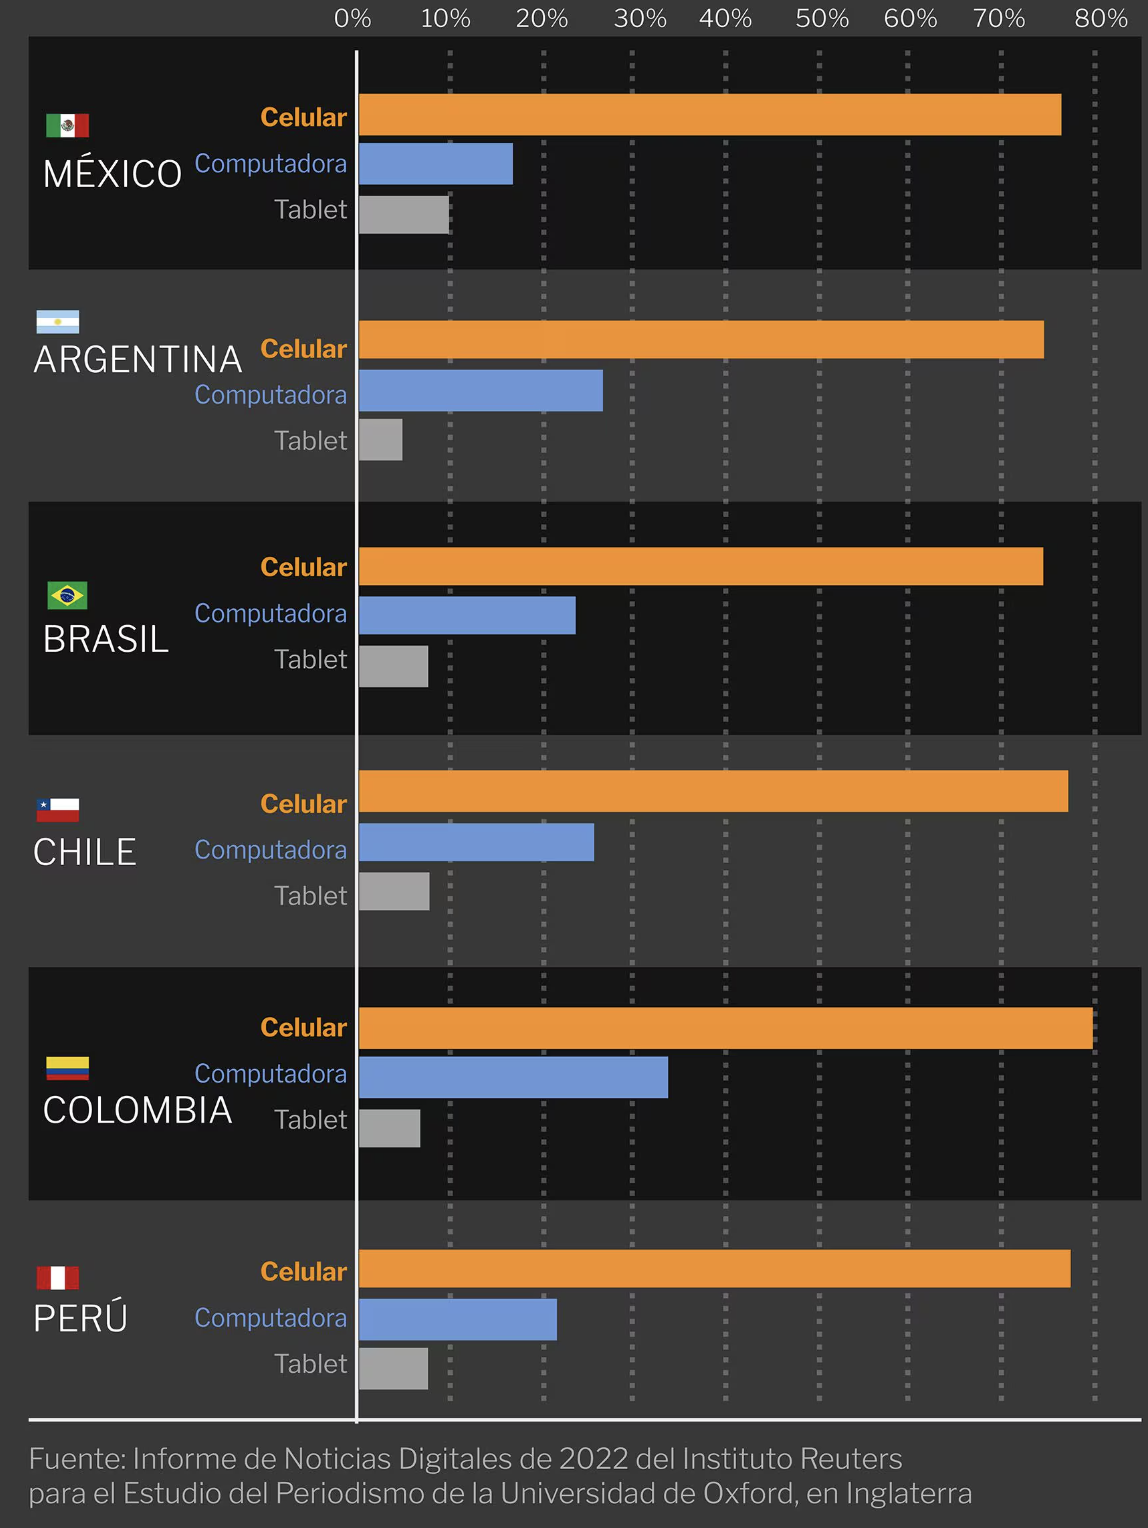 0% 10% 20% 30% 40% 50% 60% 70% 80%
Celular
MÉXICO Computadora
Tablet
ARGENTINA Celular
Computadora
Tablet
Celular
BRASIL Computadora
Tablet
Celular
CHILE Computadora
Tablet
Celular
Computadora
COLOMBIA Tablet
Celular
PERÚ Computadora
Tablet
Fuente: Informe de Noticias Digitales de 2022 del Instituto Reuters
para el Estudio del Periodismo de la Universidad de Oxford, en Inglaterra